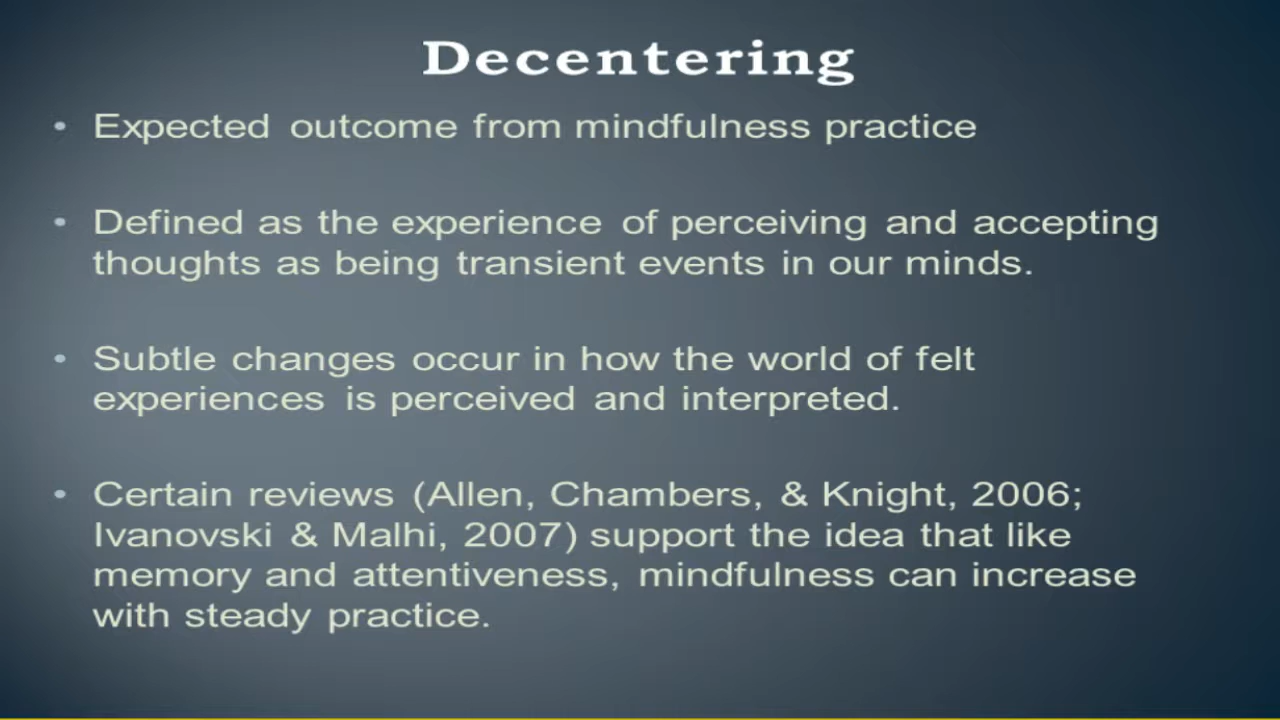 Decentering
• Expected outcome from mindfulness practice
• Defined as the experience of perceiving and accepting
thoughts as being transient events in our minds.
• Subtle changes occur in how the world of felt
experiences is perceived and interpreted.
• Certain reviews (Allen, Chambers, & Knight, 2006;
Ivanovski & Malhi, 2007) support the idea that like
memory and attentiveness, mindfulness can increase
with steady practice.